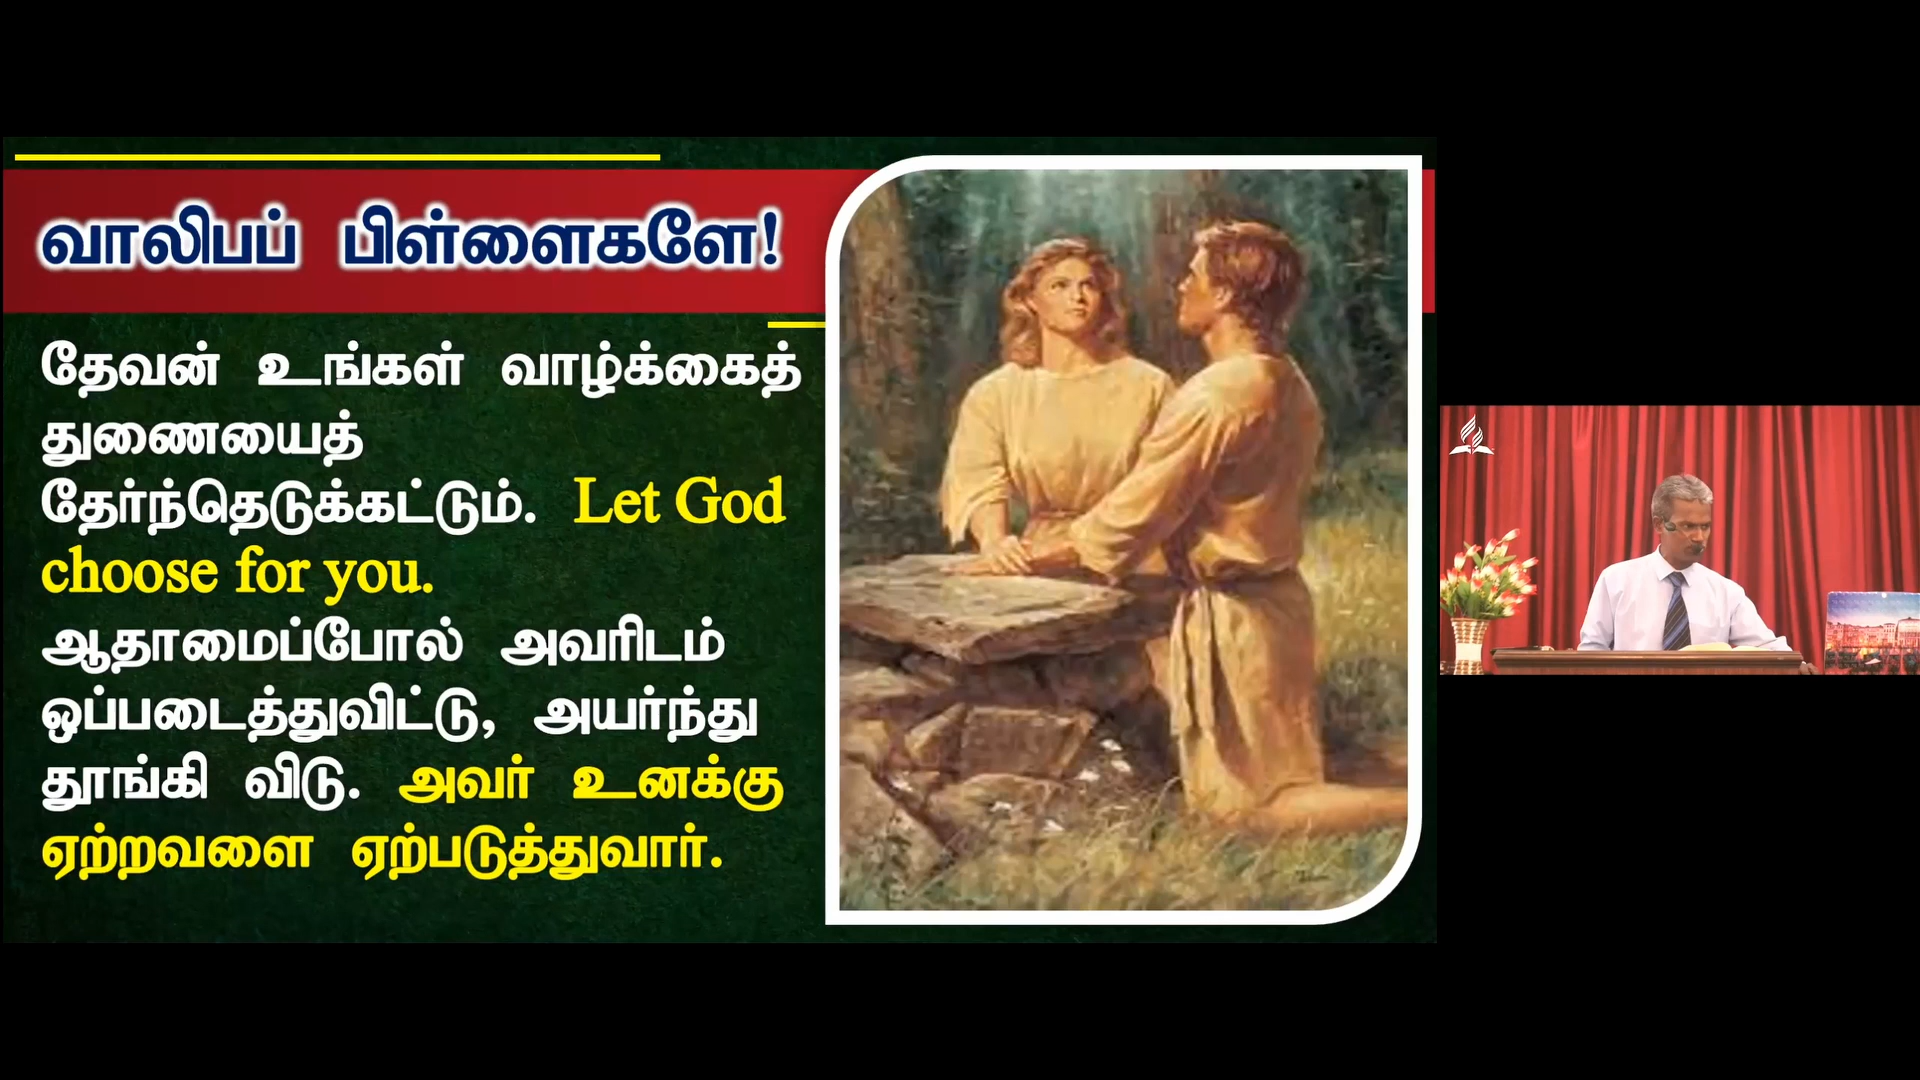 வாலிபப் பிள்ளைகளே!
தேவன் உங்கள் வாழ்க்கைத்
துணையைத்
தேர்ந்தெடுக்கட்டும். Let God
choose for you.
ஆதாமைப்போல் அவரிடம்
ஒப்படைத்துவிட்டு, அயர்ந்து
தூங்கி விடு. அவர் உனக்கு
ஏற்றவளை ஏற்படுத்துவார்.